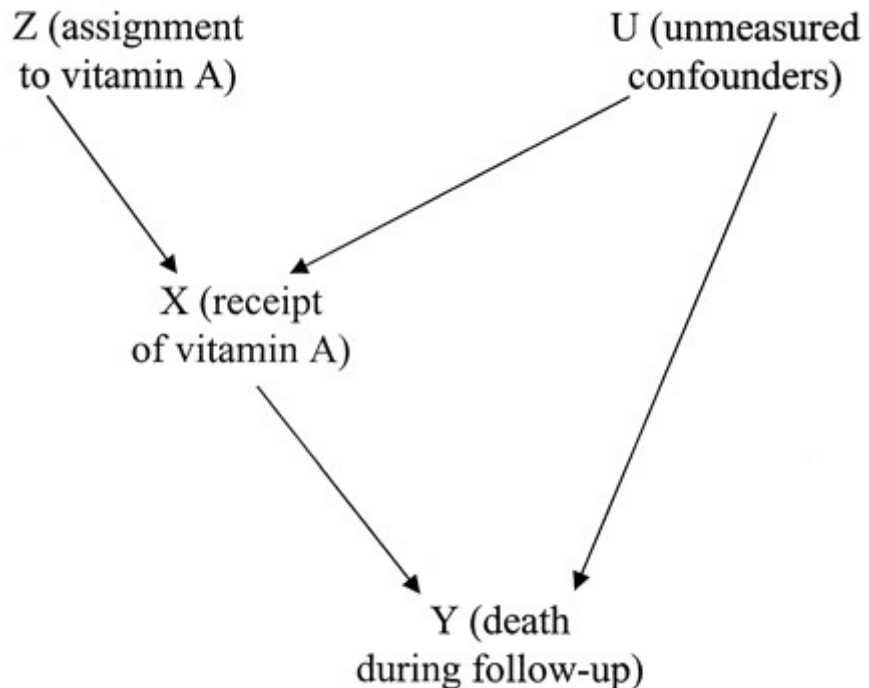 Z (assignment
to vitamin A)
U (unmeasured
confounders)
X (receipt
of vitamin A)
Y (death
during follow-up)